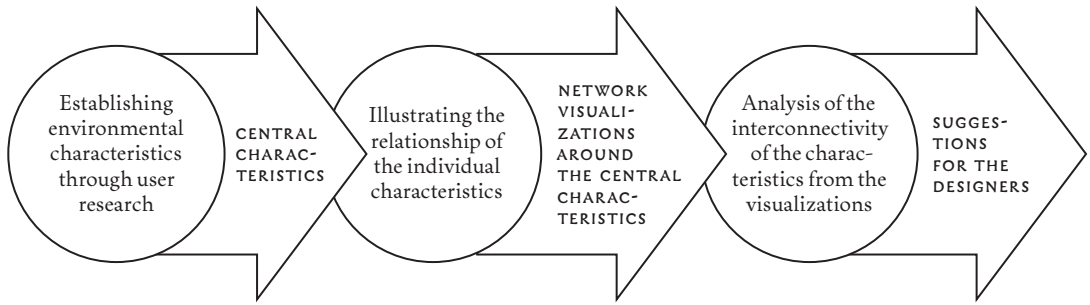 Establishing
environmental
characteristics
through user
research
CENTRAL
CHARAC-
TERISTICS
Illustrating the
relationship of
the individual
characteristics
NETWORK
VISUALI-
ZATIONS
AROUND
THE CENTRAL
CHARAC-
TERISTICS
Analysis of the
interconnectivity
of the charac-
teristics from the
visualizations
SUGGES-
TIONS
FOR THE
DESIGNERS